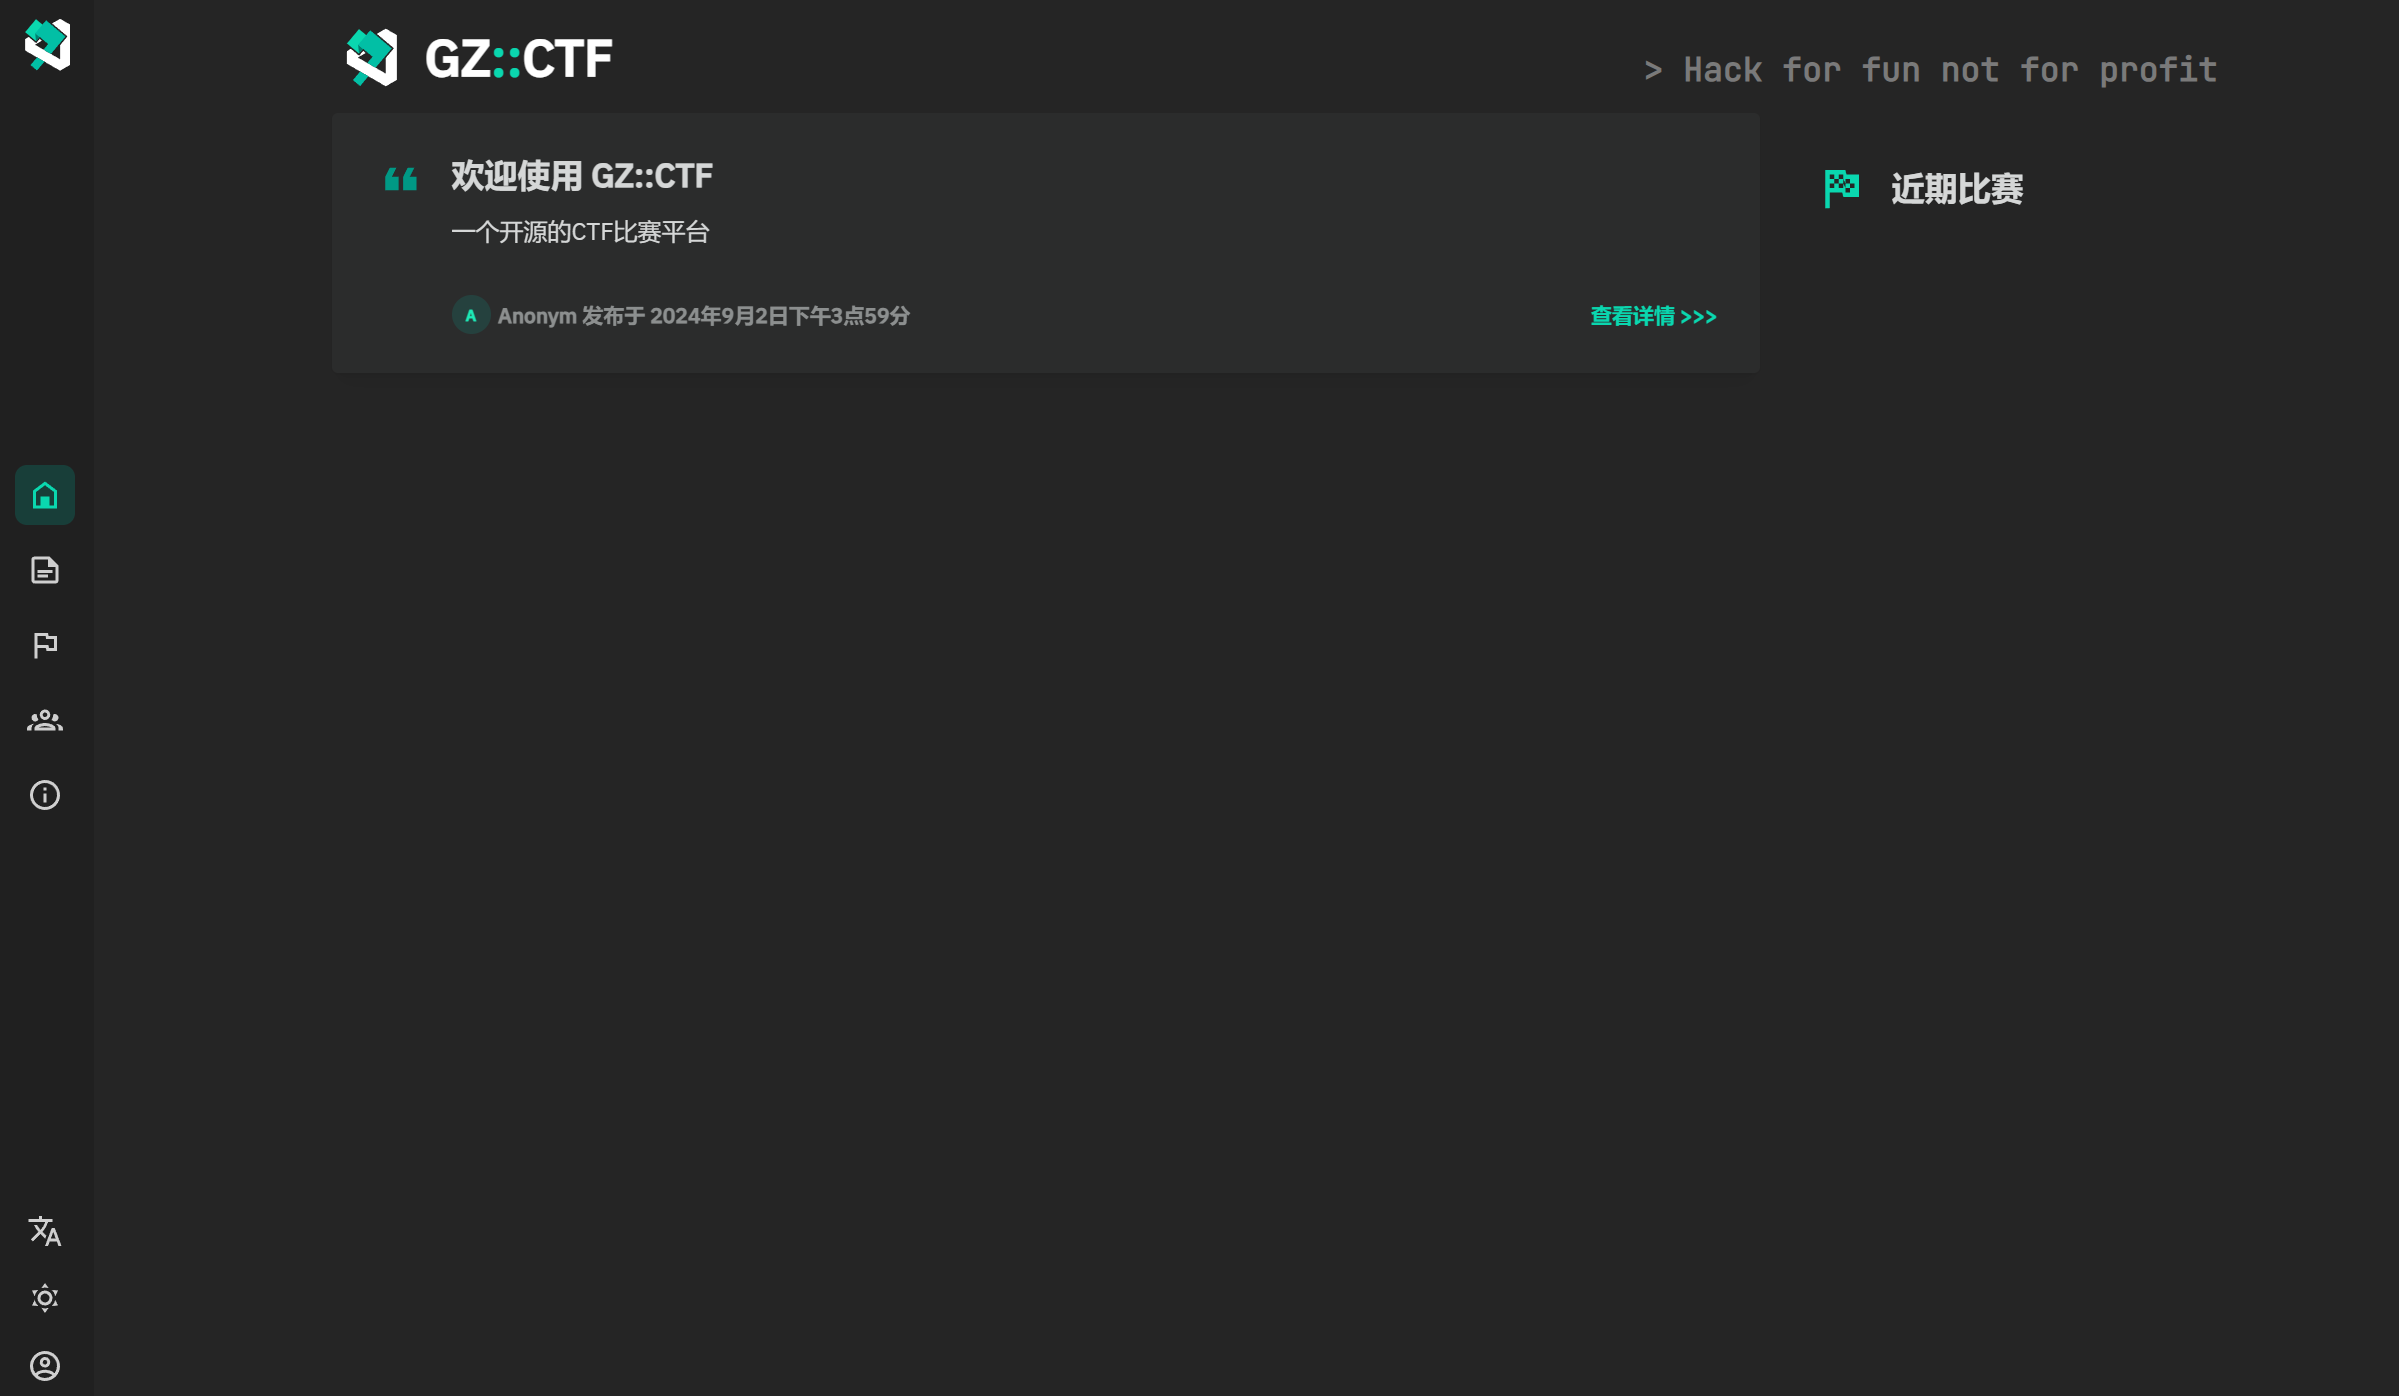 GZ::CTF
> Hack for fun not for profit
欢迎使用 GZ::CTF
一个开源的CTF比赛平台
A Anonym 发布于 2024年9月2日下午3点59分
查看详情 >>>
近期比赛